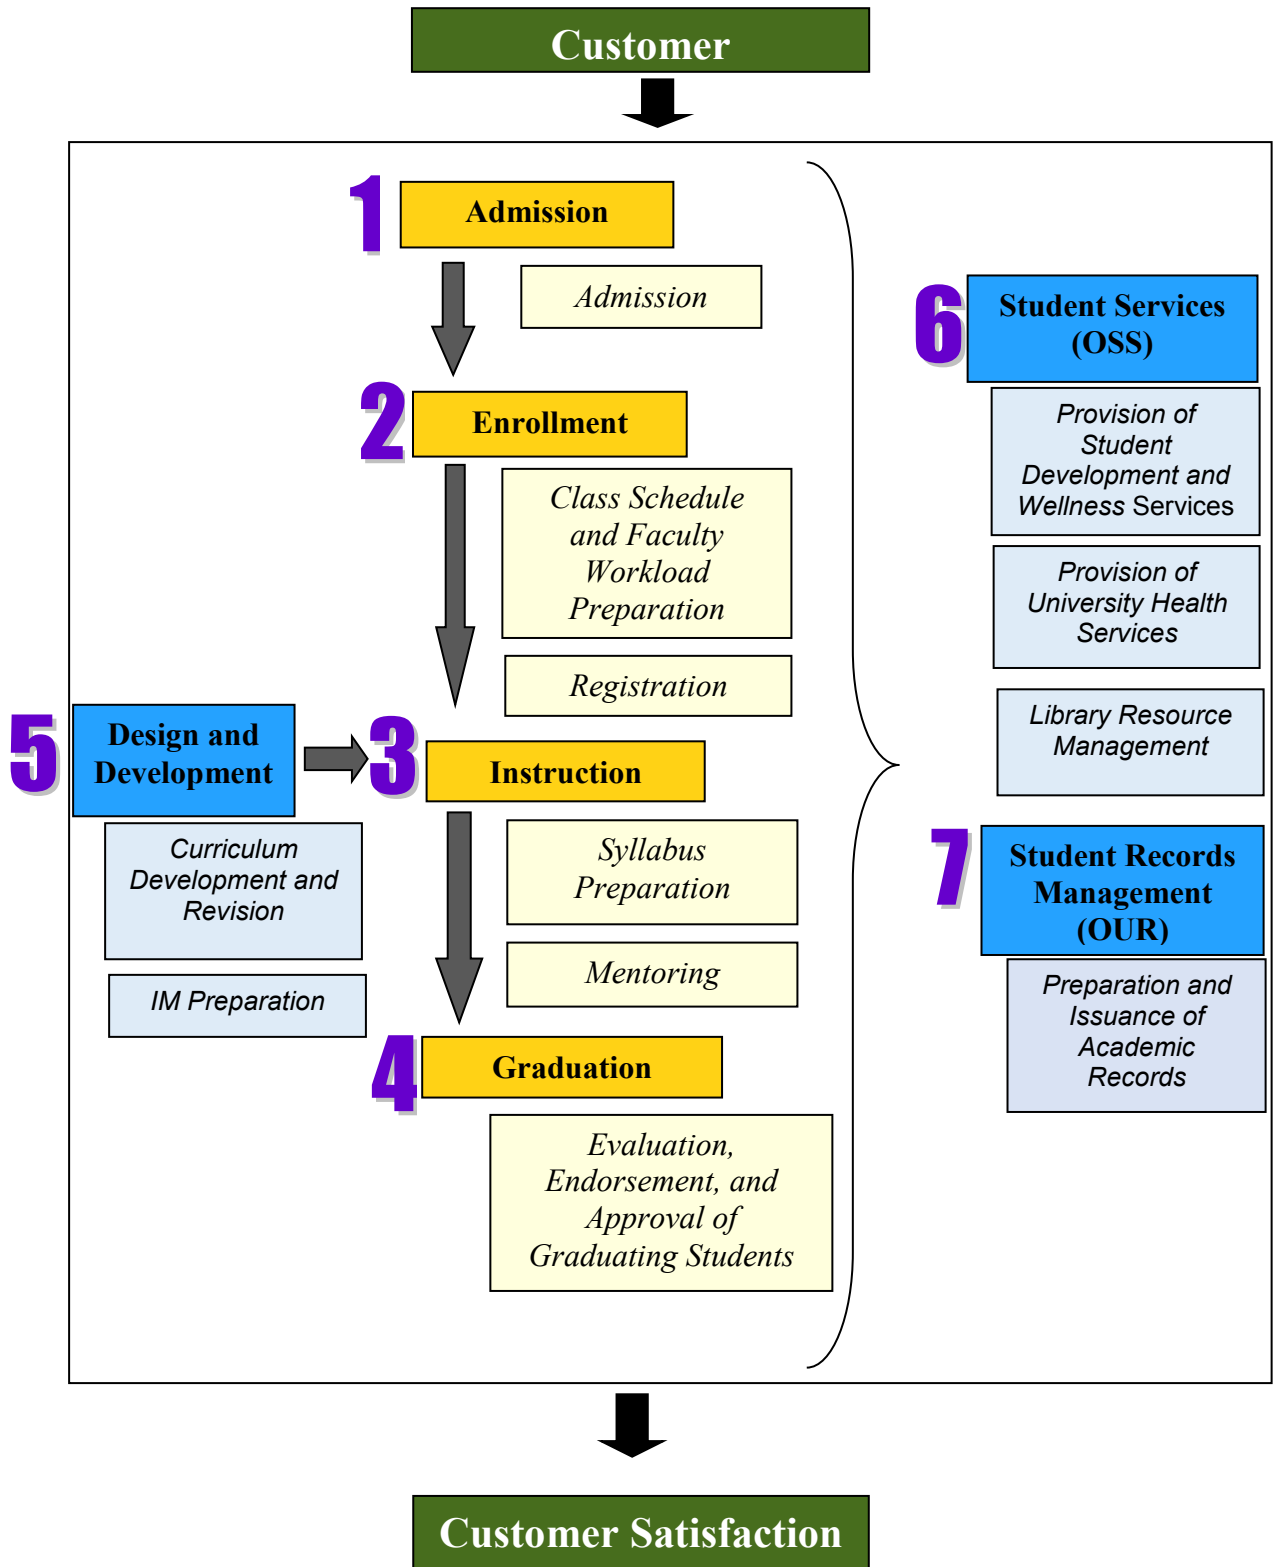 Customer
1
Admission
Admission
2
Enrollment
Class Schedule
and Faculty
Workload
Preparation
Registration
5
Design and
Development
Curriculum
Development and
Revision
IM Preparation
3
Instruction
Syllabus
Preparation
Mentoring
4
Graduation
Evaluation,
Endorsement, and
Approval of
Graduating Students
6
Student Services
(OSS)
Provision of
Student
Development and
Wellness Services
Provision of
University Health
Services
Library Resource
Management
7
Student Records
Management
(OUR)
Preparation and
Issuance of
Academic
Records
Customer Satisfaction